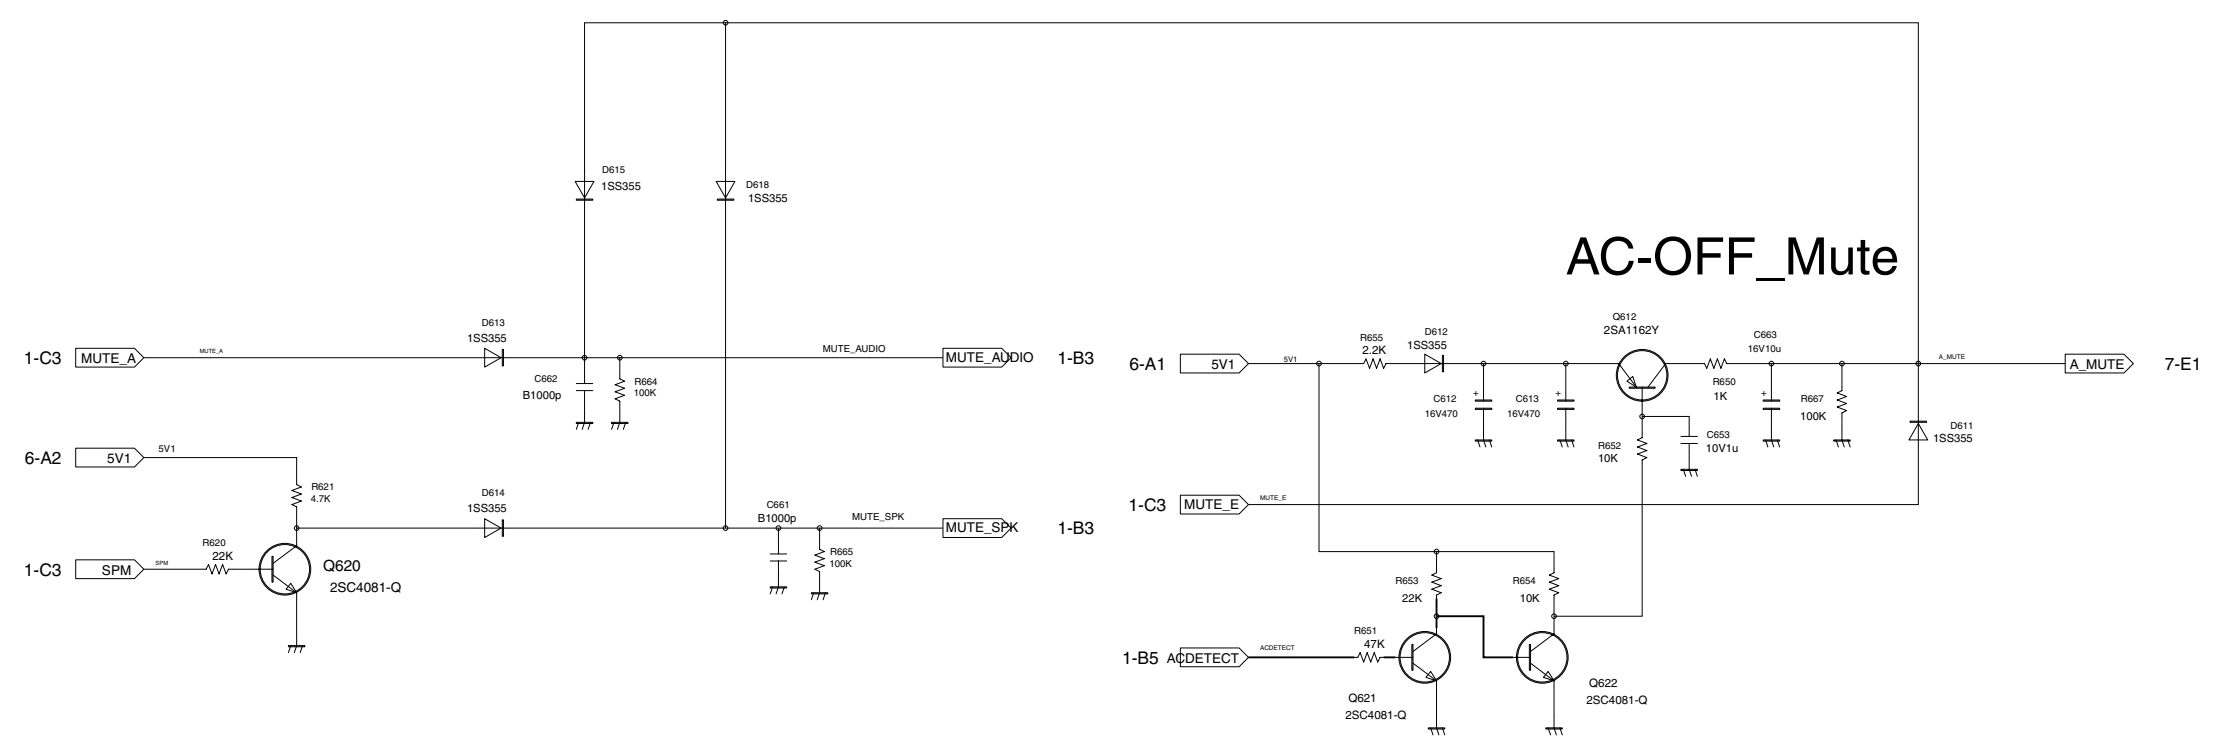 D615
1SS355
D618
1SS355
AC-OFF_Mute
D613
1SS355
1-C3
MUTE_A
MUTE_A
MUTE_AUDIO
MUTE_AUDIO
1-B3
C662
B1000p
R664
100K
6-A2
5V1
5V1
R621
4.7K
D614
1SS355
C661
B1000p
MUTE_SPK
MUTE_SPK
1-B3
R620
22K
R665
100K
1-C3
SPM
SPM
Q620
2SC4081-Q
6-A1
5V1
5V1
R655
2.2K
D612
1SS355
Q612
2SA1162Y
C663
16V10u
A_MUTE
A_MUTE
7-E1
C612
16V470
C613
16V470
R650
1K
R667
100K
R652
10K
C653
10V1u
D611
1SS355
1-C3
MUTE_E
MUTE_E
R653
22K
R654
10K
R651
47K
1-B5
ACDETECT
ACDETECT
Q621
2SC4081-Q
Q622
2SC4081-Q
+
+
+